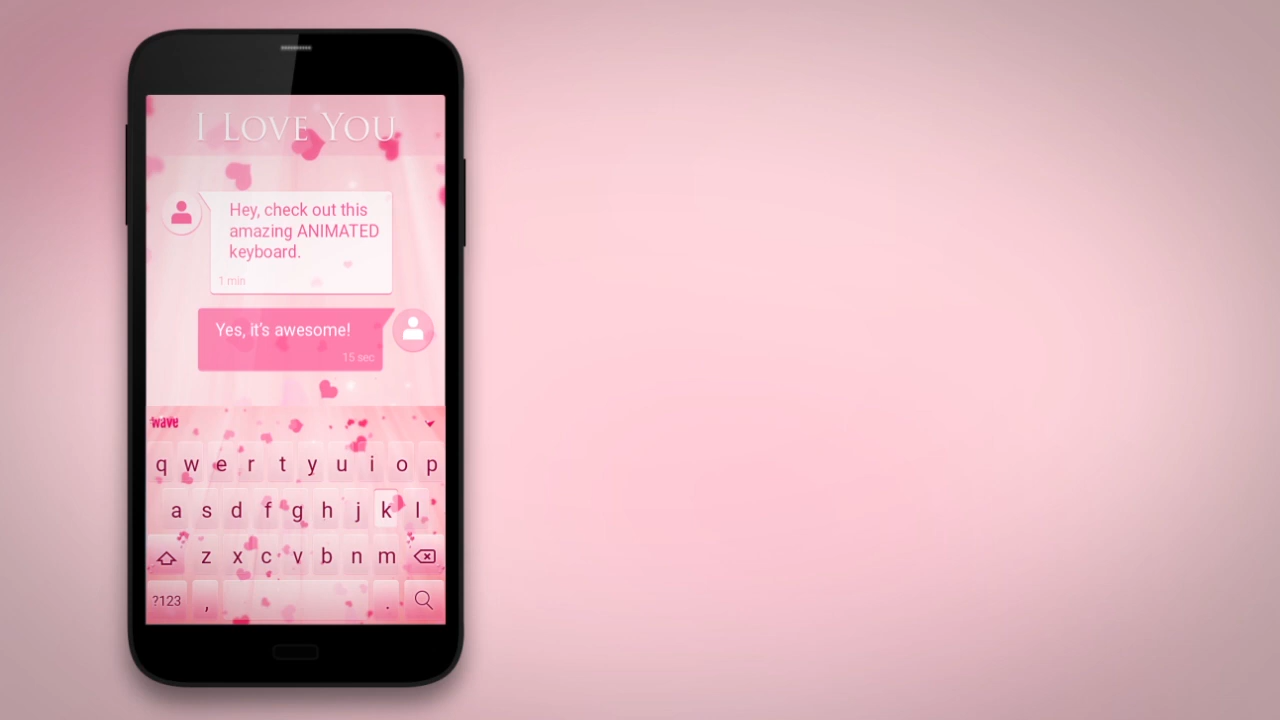 I LOVE YOU
Hey, check out this
amazing ANIMATED
keyboard.
1 min
Yes, it's awesome!
15 sec
wave
q w e r t y u i o p
a s d f g h j k l
z x c v b n m
?123 , .